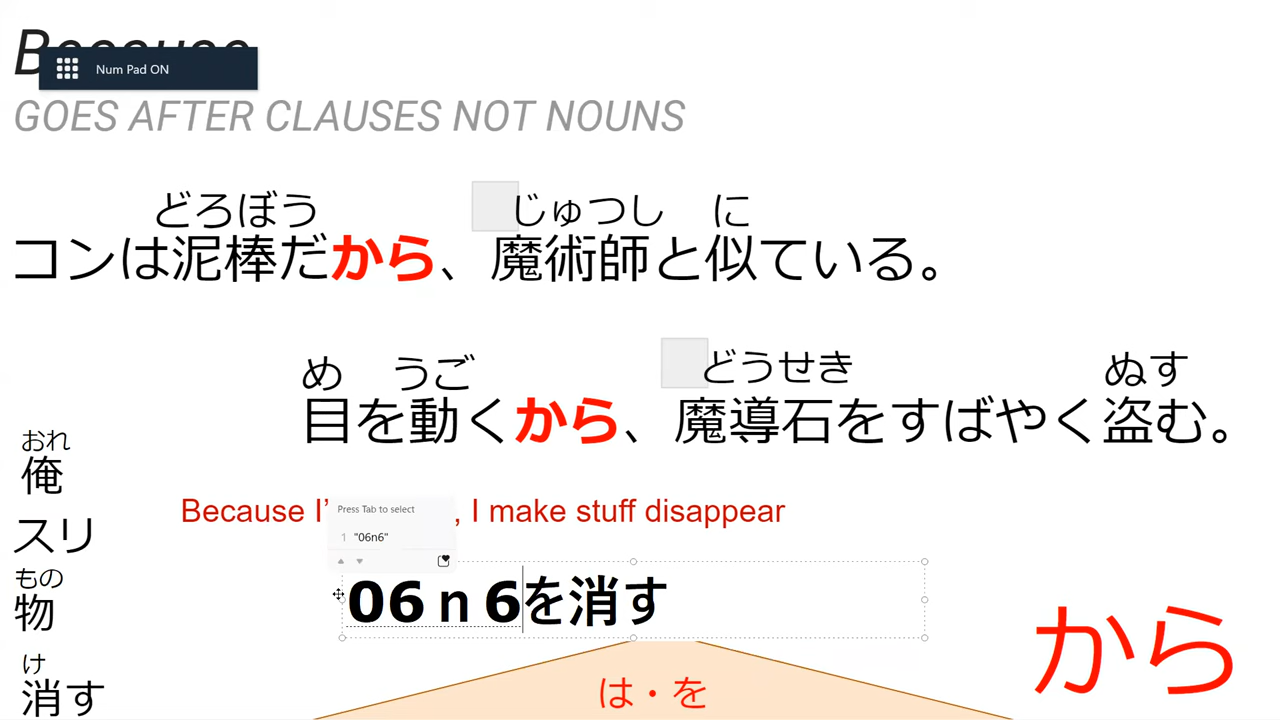 Num Pad ON
GOES AFTER CLAUSES NOT NOUNS
どろぼう じゅつし に
コンは泥棒だから、魔術師と似ている。
め うご どうせき ぬす
目を動くから、魔導石をすばやく盗む。
おれ
俺
スリ
もの
物
け
消す
Because I’ , I make stuff disappear
Press Tab to select
1 "06n6"
06n6を消す
は・を
から